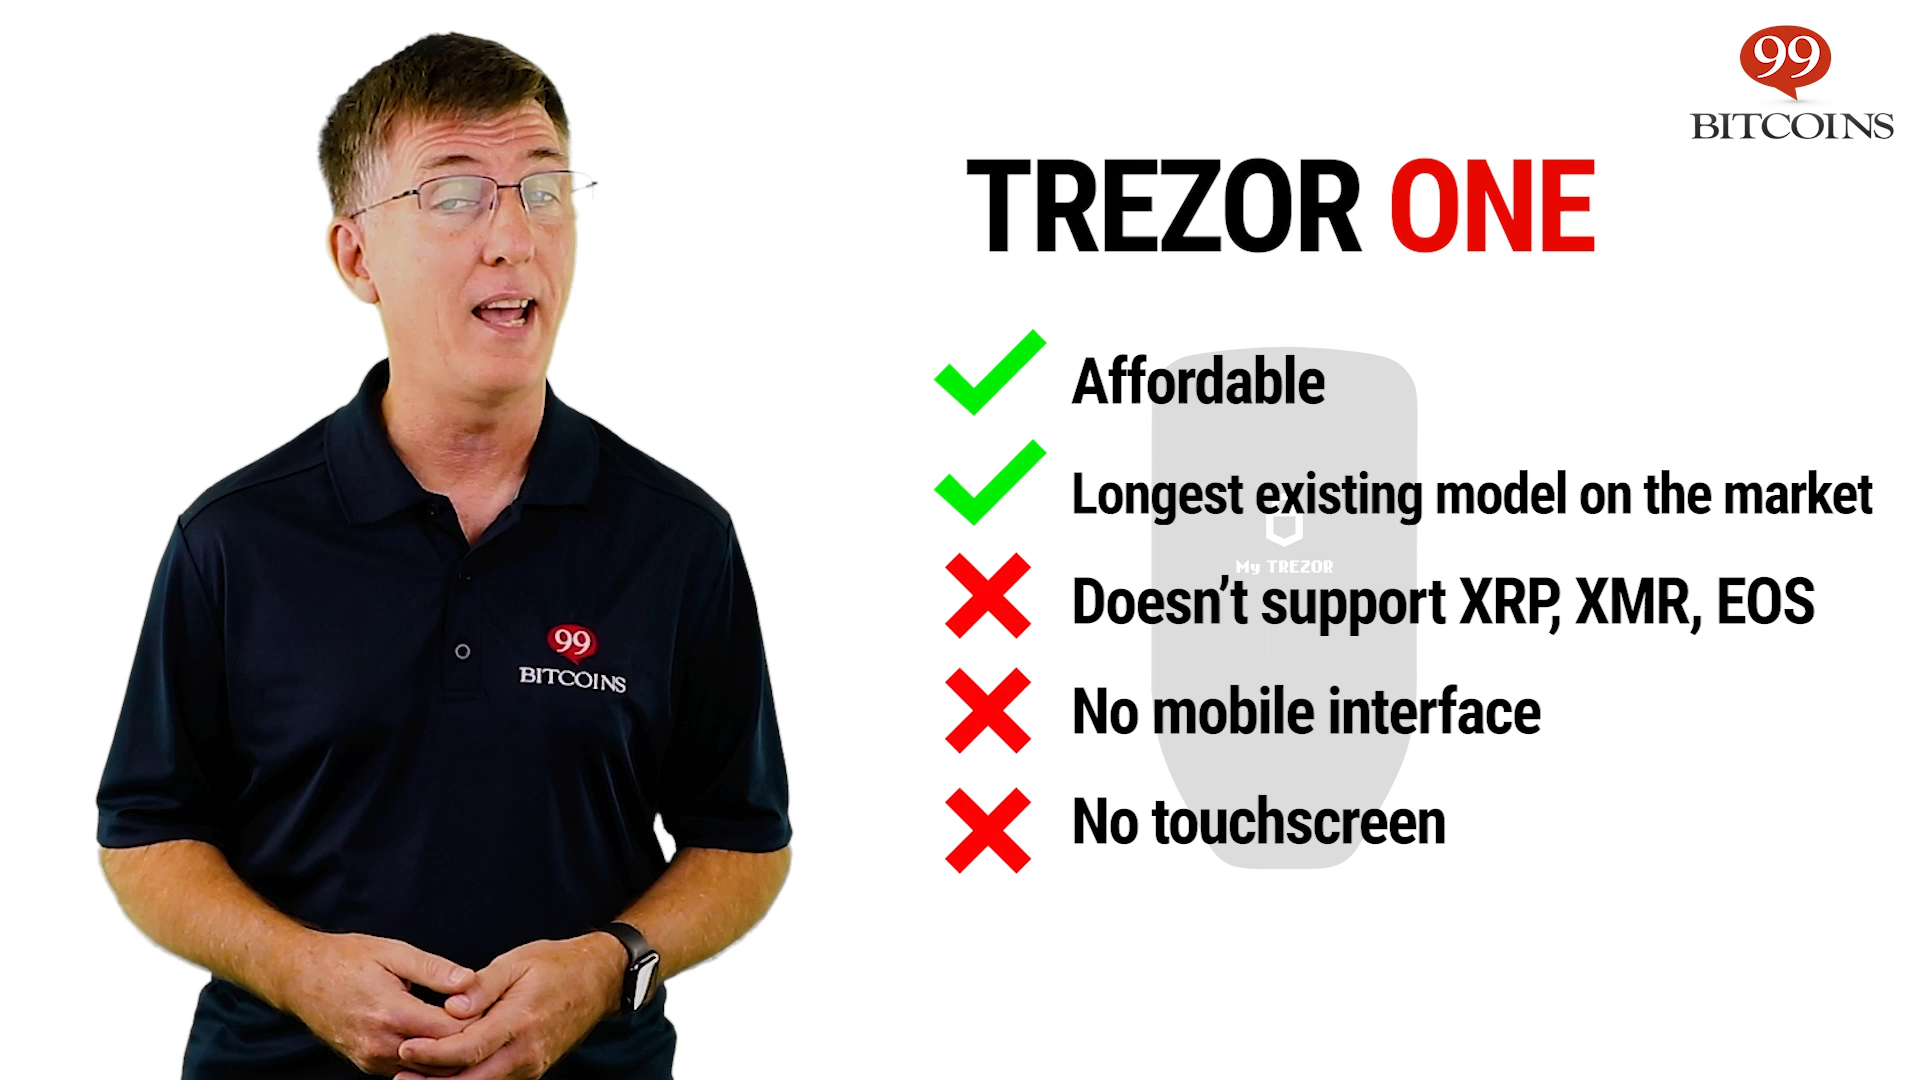 99
BITCOINS
TREZOR ONE
Affordable
Longest existing model on the market
My TREZOR
Doesn't support XRP, XMR, EOS
No mobile interface
No touchscreen
99
BITCOINS